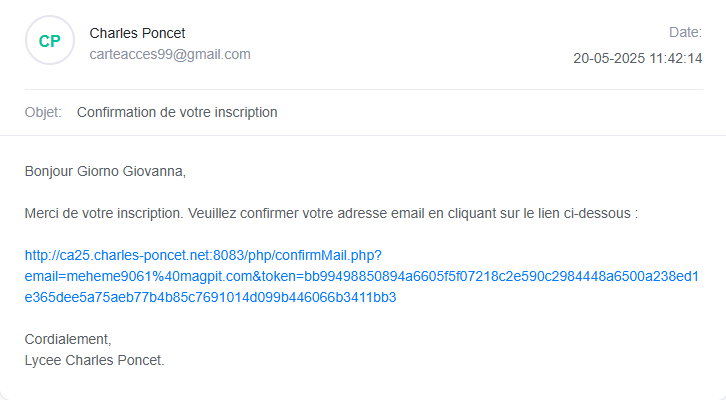 CP
Charles Poncet
carteacces99@gmail.com
Date:
20-05-2025 11:42:14
Objet: Confirmation de votre inscription
Bonjour Giorno Giovanna,
Merci de votre inscription. Veuillez confirmer votre adresse email en cliquant sur le lien ci-dessous :
http://ca25.charles-poncet.net:8083/php/confirmMail.php?
email=meheme9061%40magpit.com&token=bb99498850894a6605f5f07218c2e590c2984448a6500a238ed1
e365dee5a75aeb77b4b85c7691014d099b446066b3411bb3
Cordialement,
Lycee Charles Poncet.